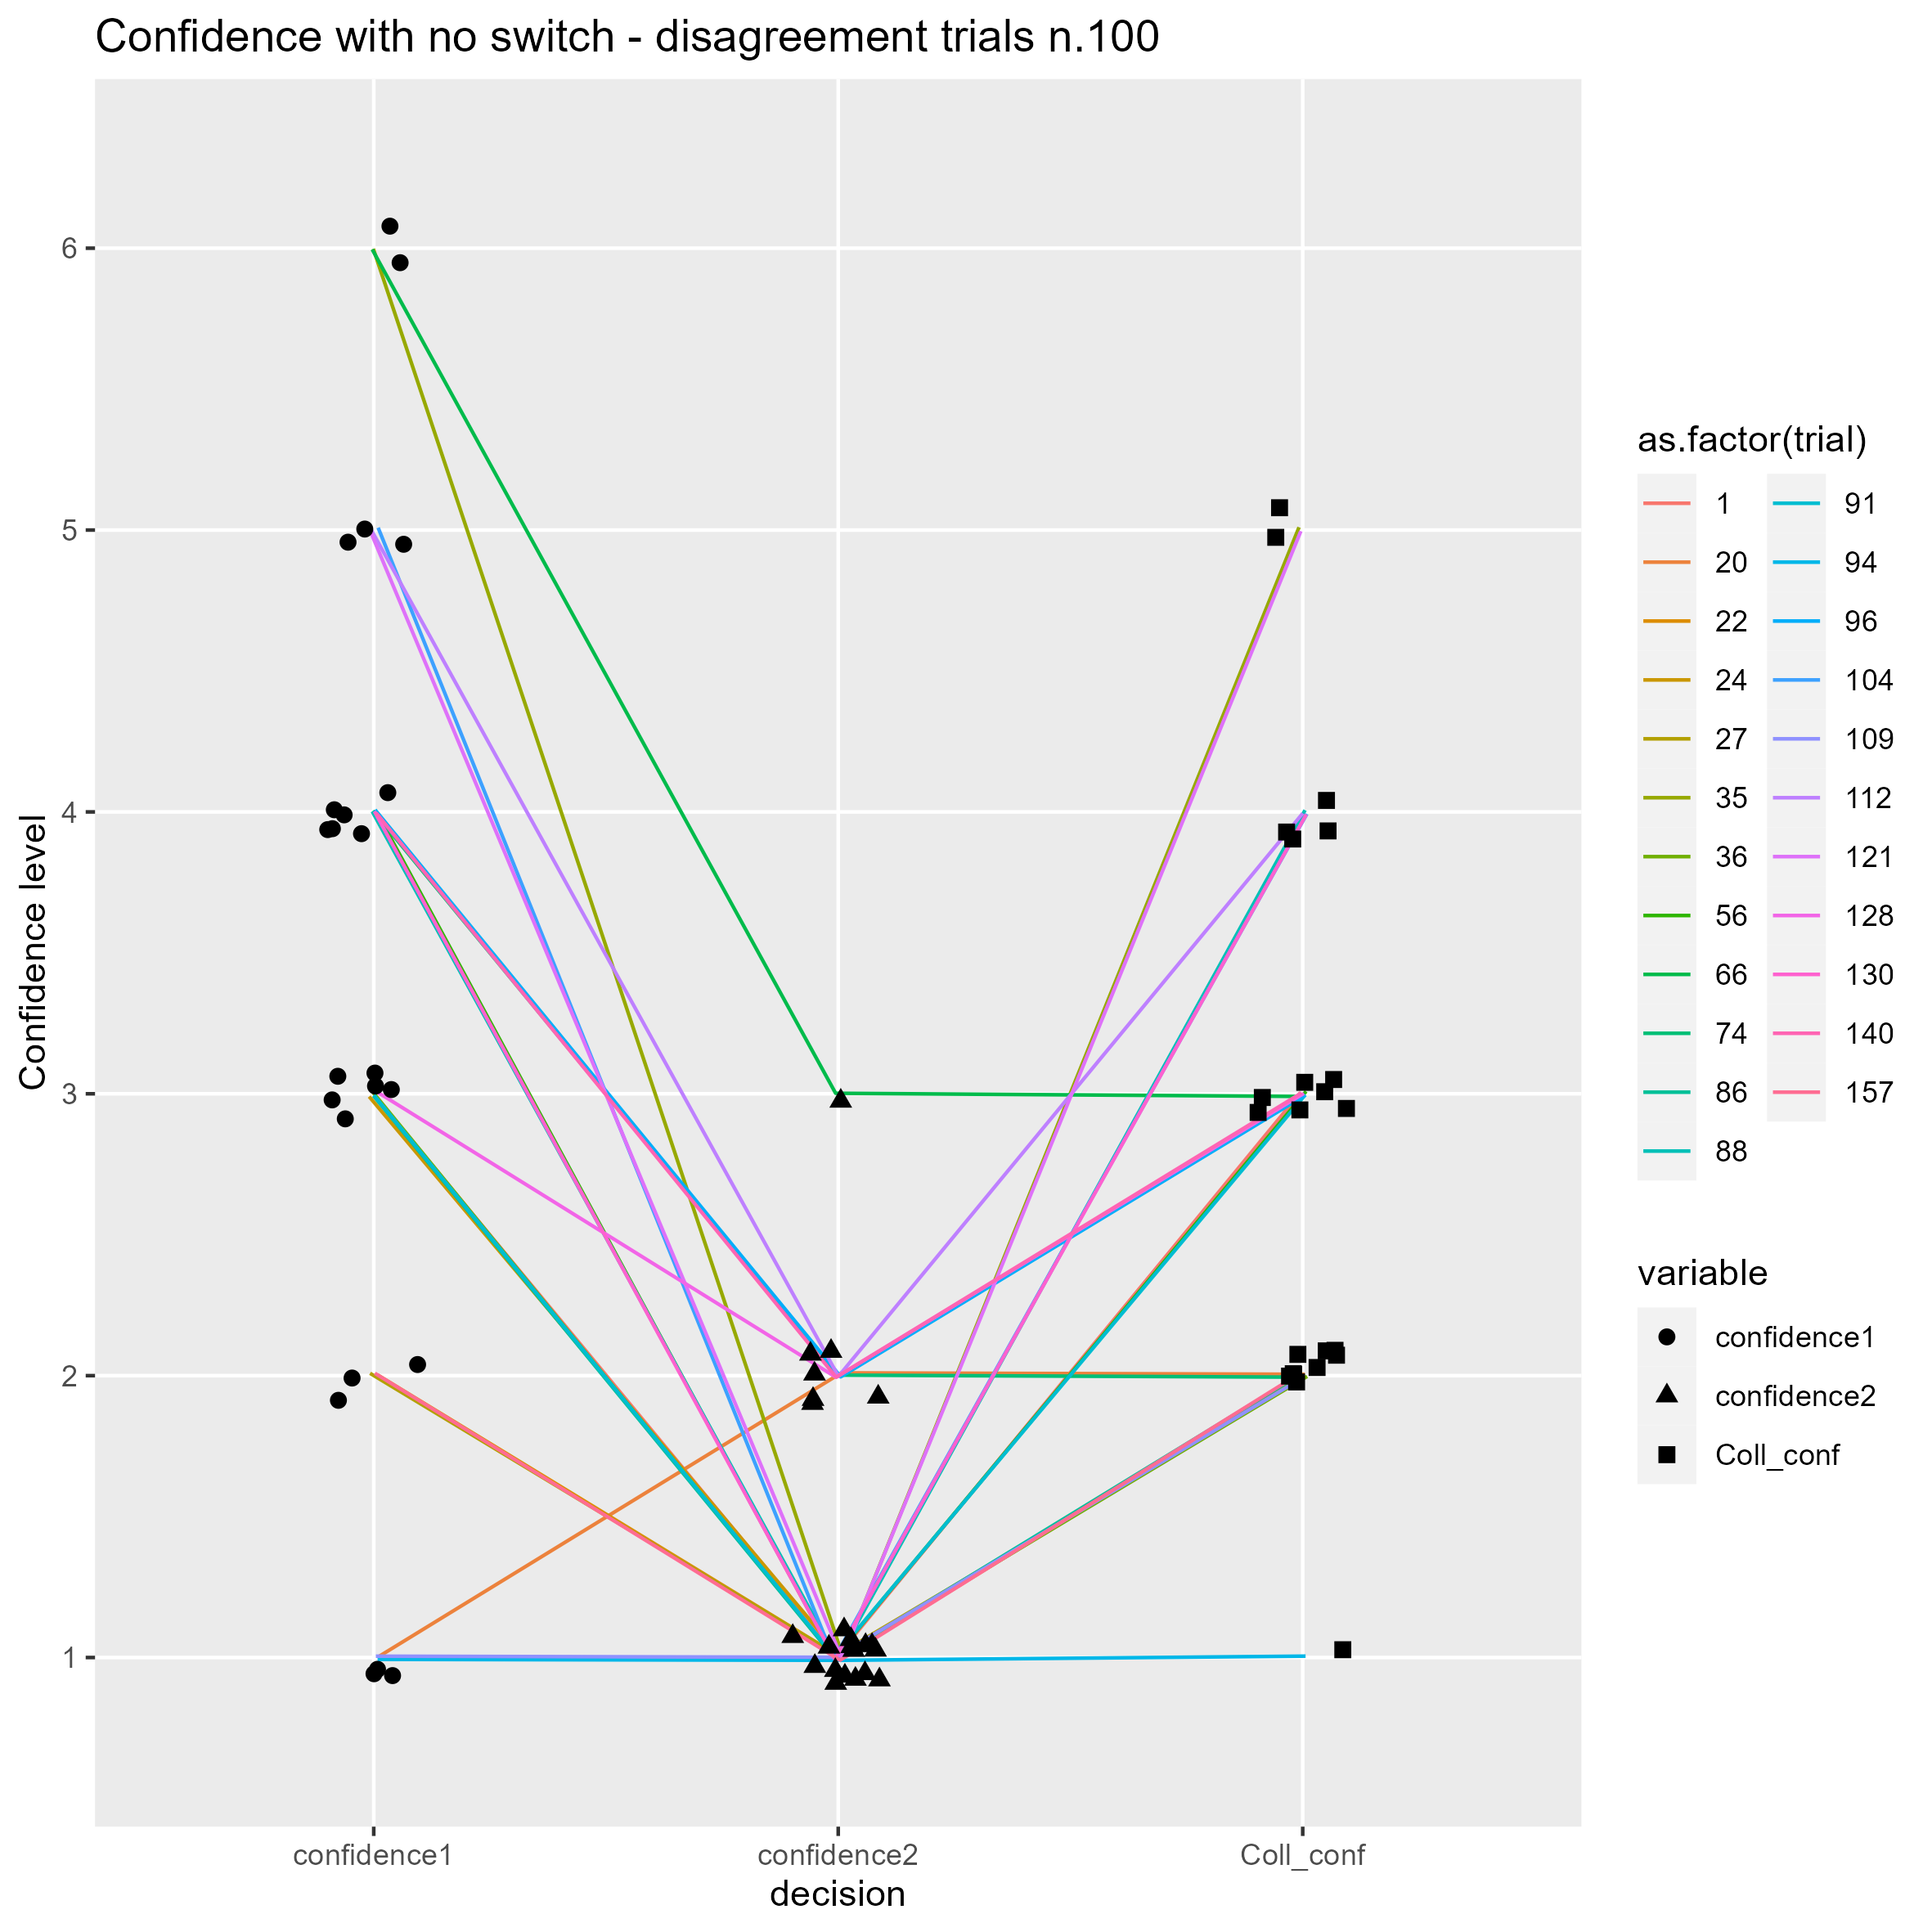 Confidence with no switch - disagreement trials n.100
Confidence level
6
5
4
3
2
1
confidence1
confidence2
Coll_conf
decision
as.factor(trial)
1
20
22
24
27
35
36
56
66
74
86
88
91
94
96
104
109
112
121
128
130
140
157
variable
confidence1
confidence2
Coll_conf